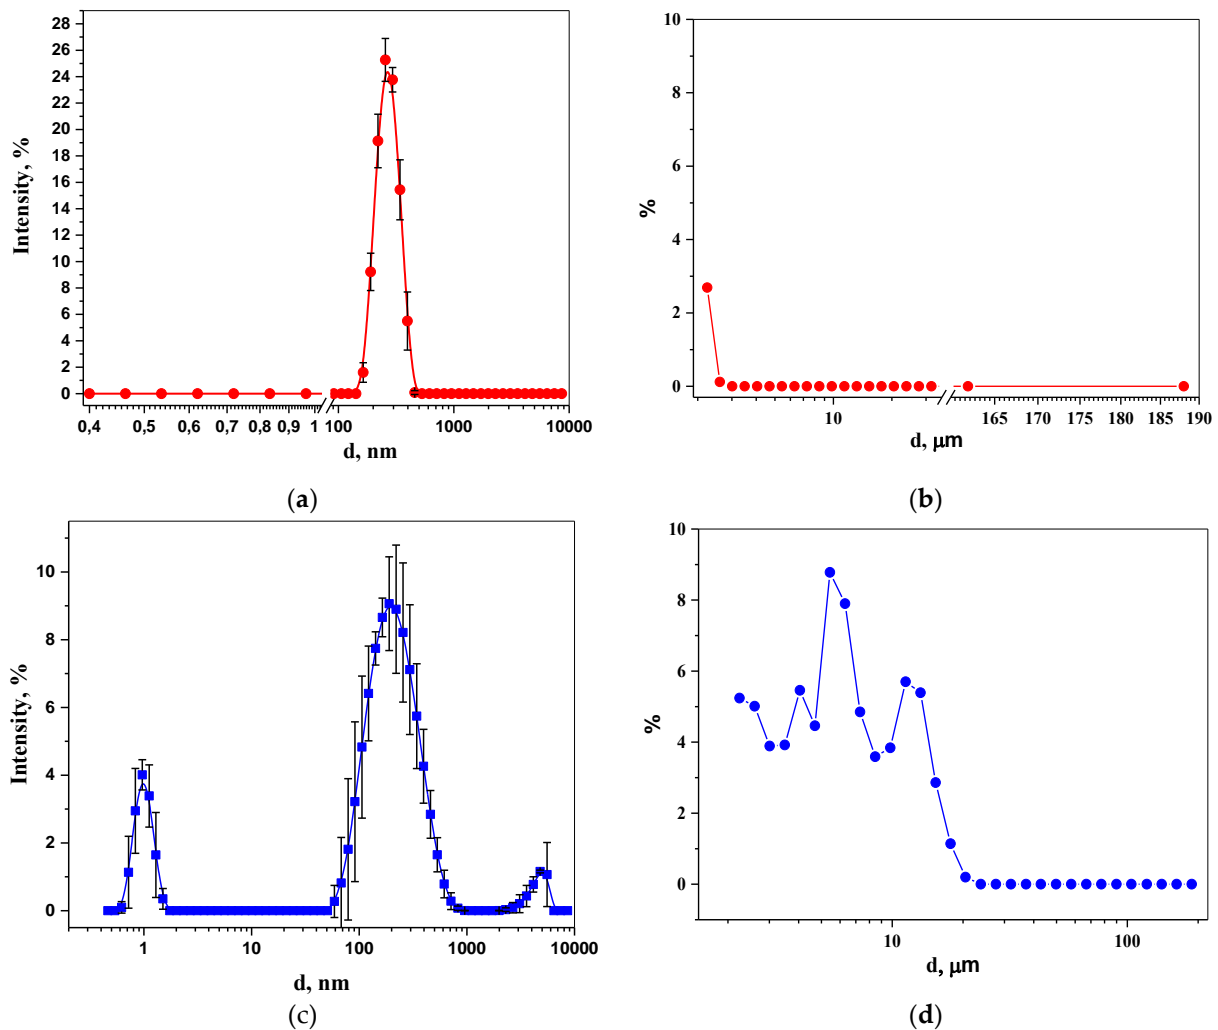 28
26
24
22
20
18
16
14
12
10
8
6
4
2
0
Intensity, %
0,4 0,5 0,6 0,7 0,8 0,9 1 100 1000 10000
d, nm
(a)
10
8
6
4
2
0
%
10 165 170 175 180 185 190
d, μm
(b)
10
8
6
4
2
0
Intensity, %
1 10 100 1000 10000
d, nm
(c)
10
8
6
4
2
0
%
10 100
d, μm
(d)